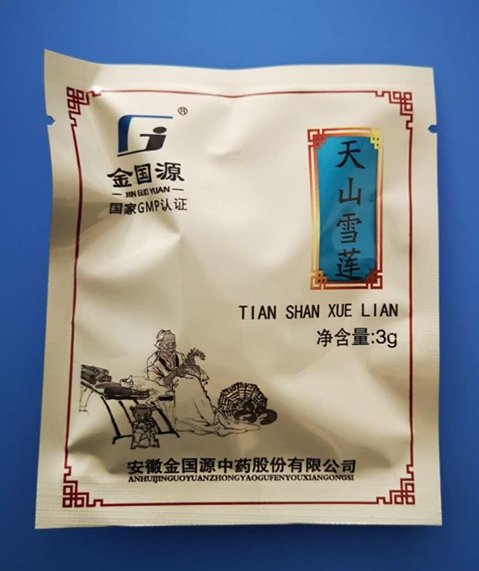 ®
金国源
JIN GUO YUAN
国家GMP认证
天山雪莲
TIAN SHAN XUE LIAN
净含量:3g
安徽金国源中药股份有限公司
ANHUIJINGUOYUANZHONGYAOGUFENYOUXIANGONGSI